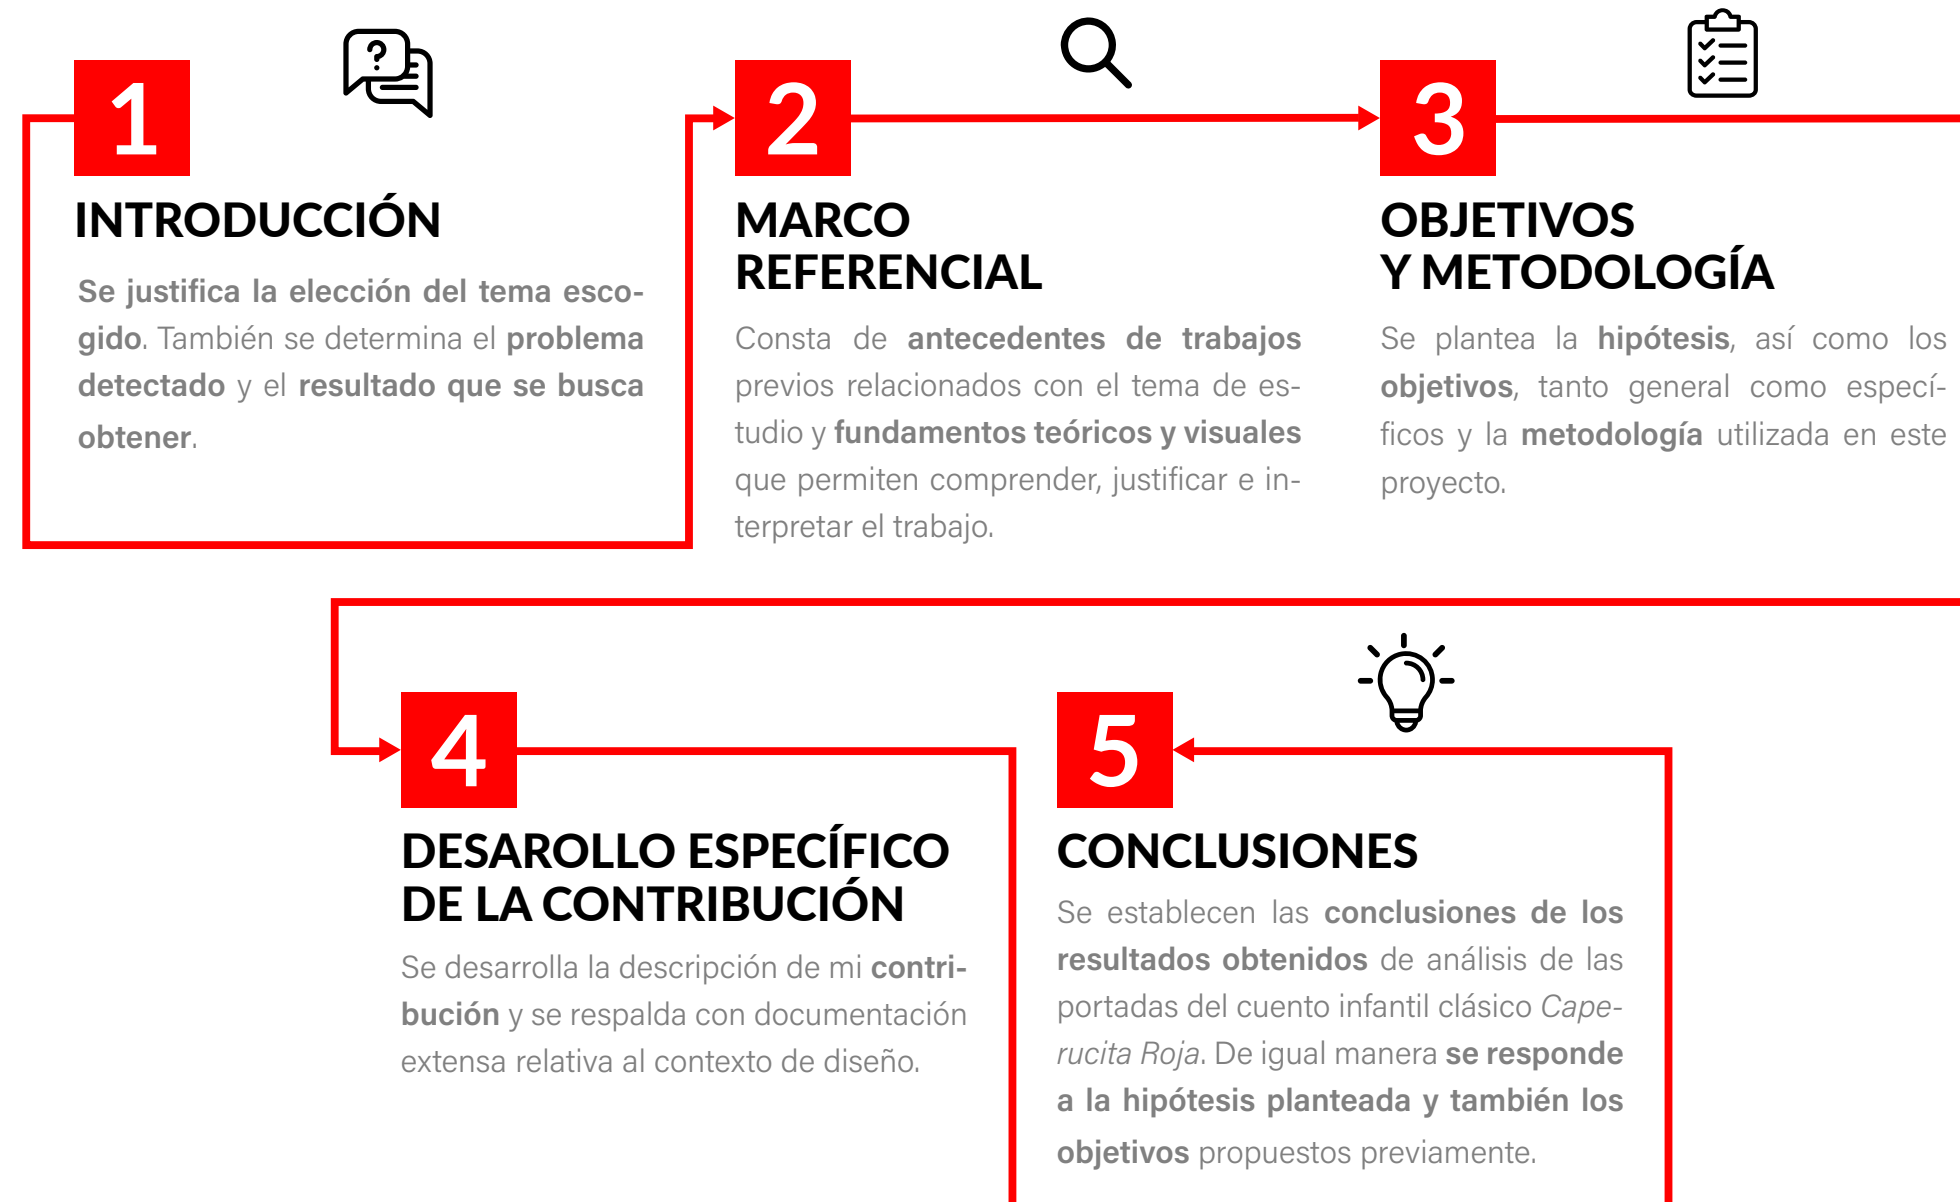 1
INTRODUCCIÓN
Se justifica la elección del tema esco-
gido. También se determina el problema
detectado y el resultado que se busca
obtener.
2
MARCO
REFERENCIAL
Consta de antecedentes de trabajos
previos relacionados con el tema de es-
tudio y fundamentos teóricos y visuales
que permiten comprender, justificar e in-
terpretar el trabajo.
3
OBJETIVOS
Y METODOLOGÍA
Se plantea la hipótesis, así como los
objetivos, tanto general como especí-
ficos y la metodología utilizada en este
proyecto.
4
DESAROLLO ESPECÍFICO
DE LA CONTRIBUCIÓN
Se desarrolla la descripción de mi contri-
bución y se respalda con documentación
extensa relativa al contexto de diseño.
5
CONCLUSIONES
Se establecen las conclusiones de los
resultados obtenidos de análisis de las
portadas del cuento infantil clásico Cape-
rucita Roja. De igual manera se responde
a la hipótesis planteada y también los
objetivos propuestos previamente.